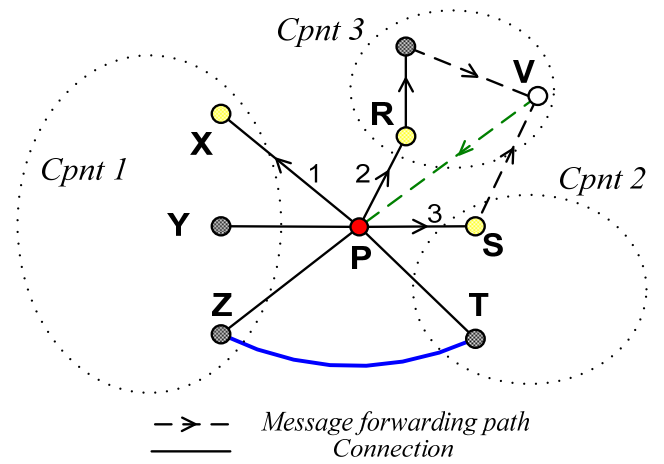 Cpnt 3
V
R
X
Cpnt 1
1
2
Cpnt 2
Y
3
P
S
Z
T
Message forwarding path
Connection